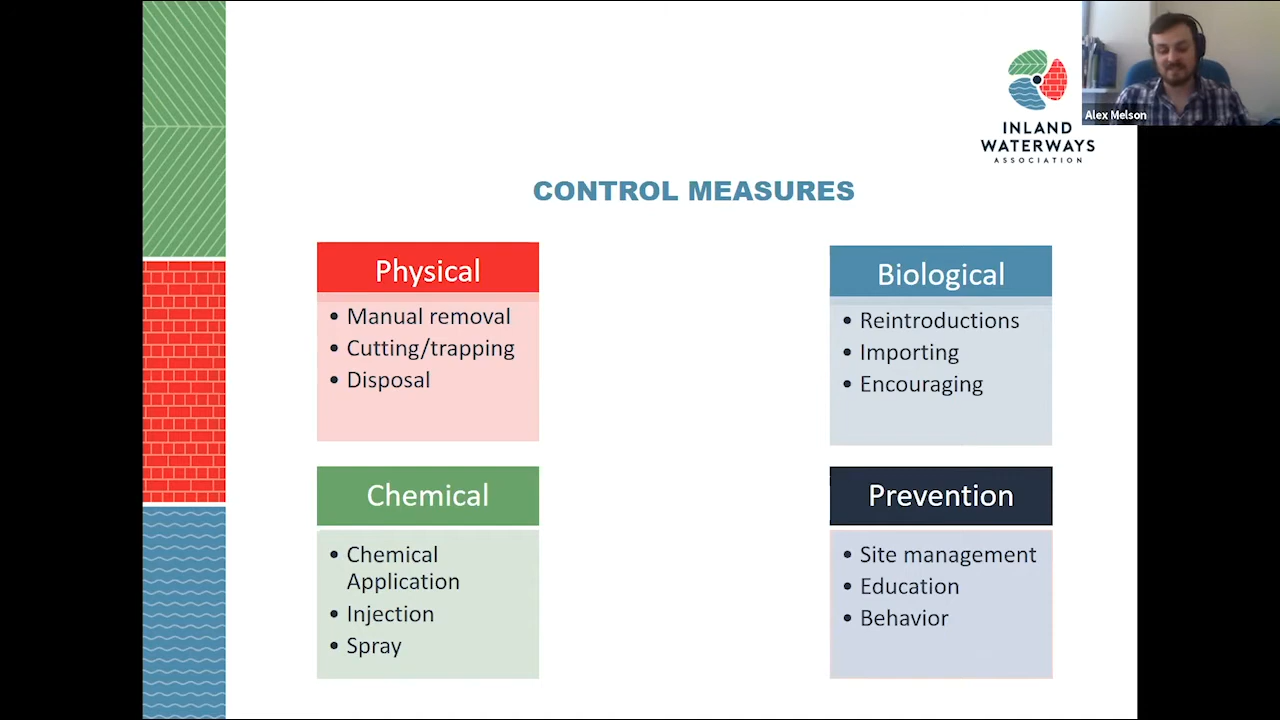 Alex Melson
INLAND
WATERWAYS
ASSOCIATION
CONTROL MEASURES
Physical
• Manual removal
• Cutting/trapping
• Disposal
Biological
• Reintroductions
• Importing
• Encouraging
Chemical
• Chemical
Application
• Injection
• Spray
Prevention
• Site management
• Education
• Behavior